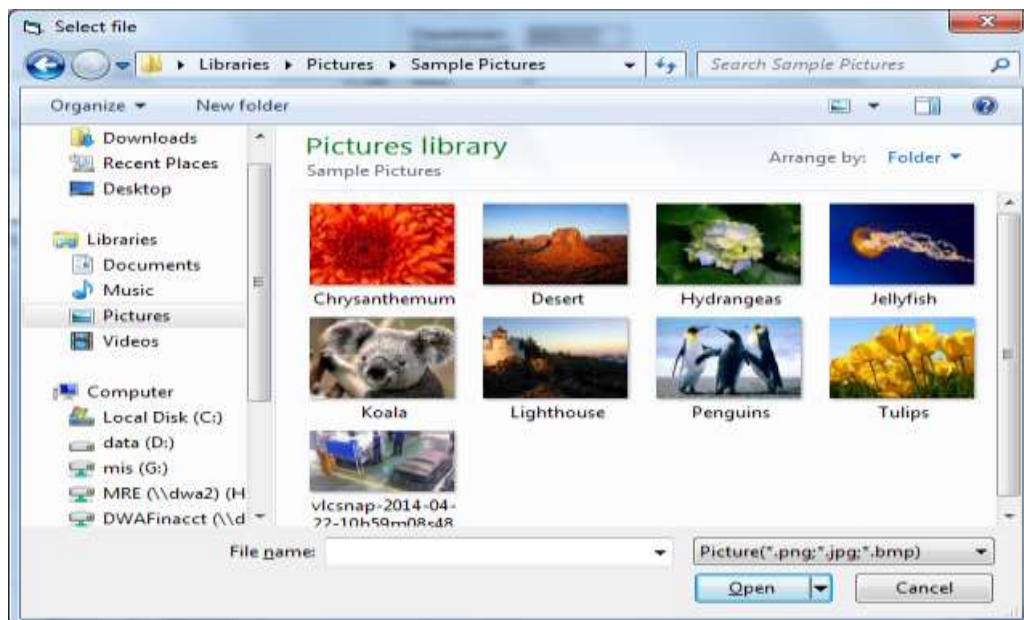 Select file
Libraries Pictures Sample Pictures
Search Sample Pictures
Organize New folder
Downloads
Recent Places
Desktop
Libraries
Documents
Music
Pictures
Videos
Computer
Local Disk (C:)
data (D:)
mis (G:)
MRE (\\dwa2) (H
DWAFinacct (\\d
Pictures library
Sample Pictures
Arrange by: Folder
Chrysanthemum Desert Hydrangeas Jellyfish
Koala Lighthouse Penguins Tulips
vlcsnap-2014-04-
22-10h59m08s48
File name:
Picture(*.png;*.jpg;*.bmp)
Open Cancel